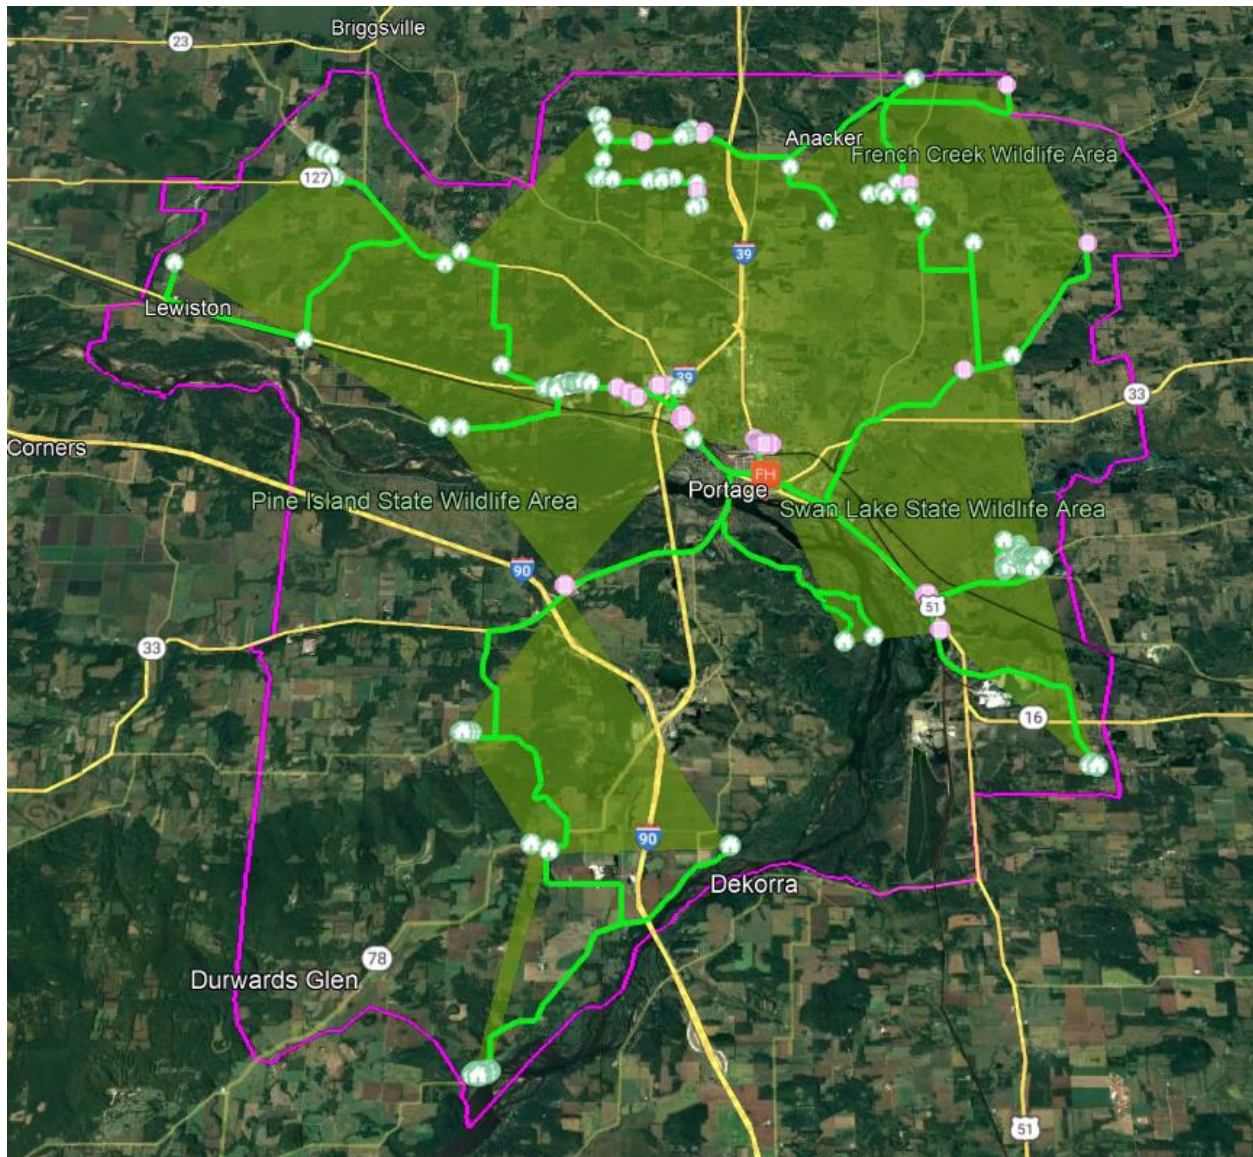 Briggsville
23
Anacker
French Creek Wildlife Area
127
39
Lewiston
39
33
Corners
FH
Portage
Pine Island State Wildlife Area
Swan Lake State Wildlife Area
90
51
33
16
90
Dekorra
78
Durwards Glen
51